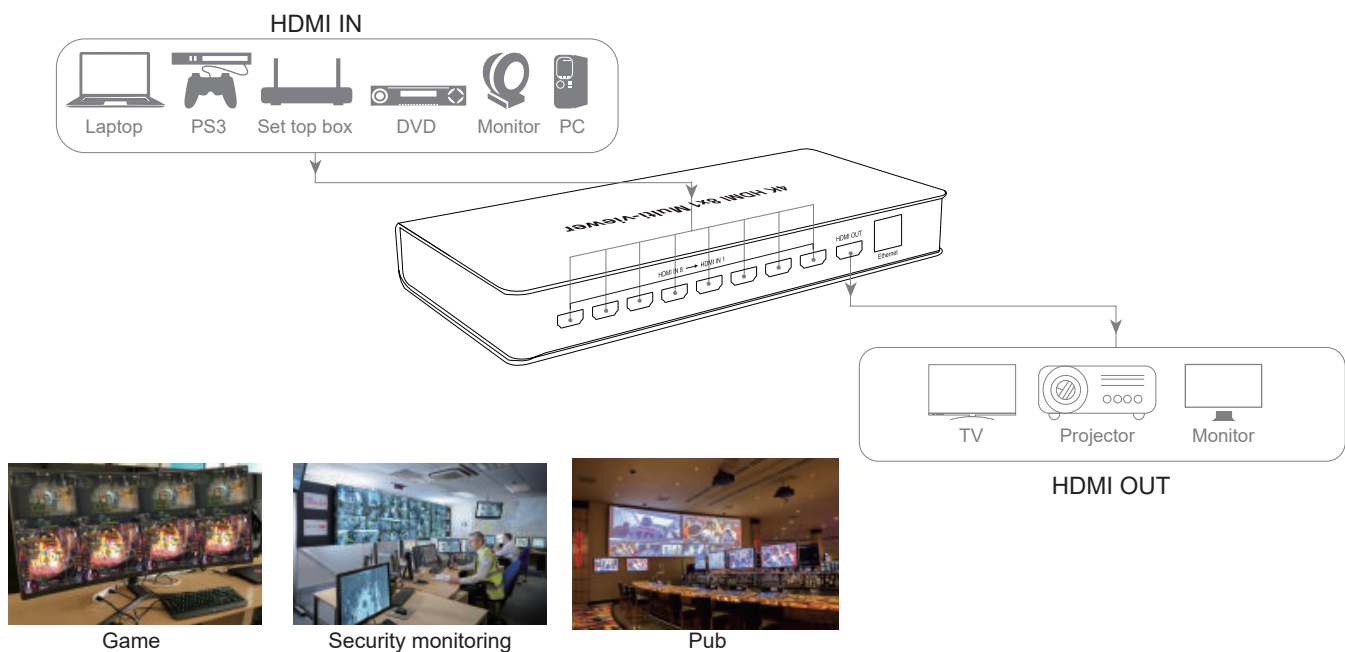 HDMI IN
Laptop PS3 Set top box DVD Monitor PC
4K HDMI 8x1 Multi-viewer
HDMI IN 8 HDMI IN 1
HDMI OUT
Ethernet
TV Projector Monitor
HDMI OUT
Game Security monitoring Pub